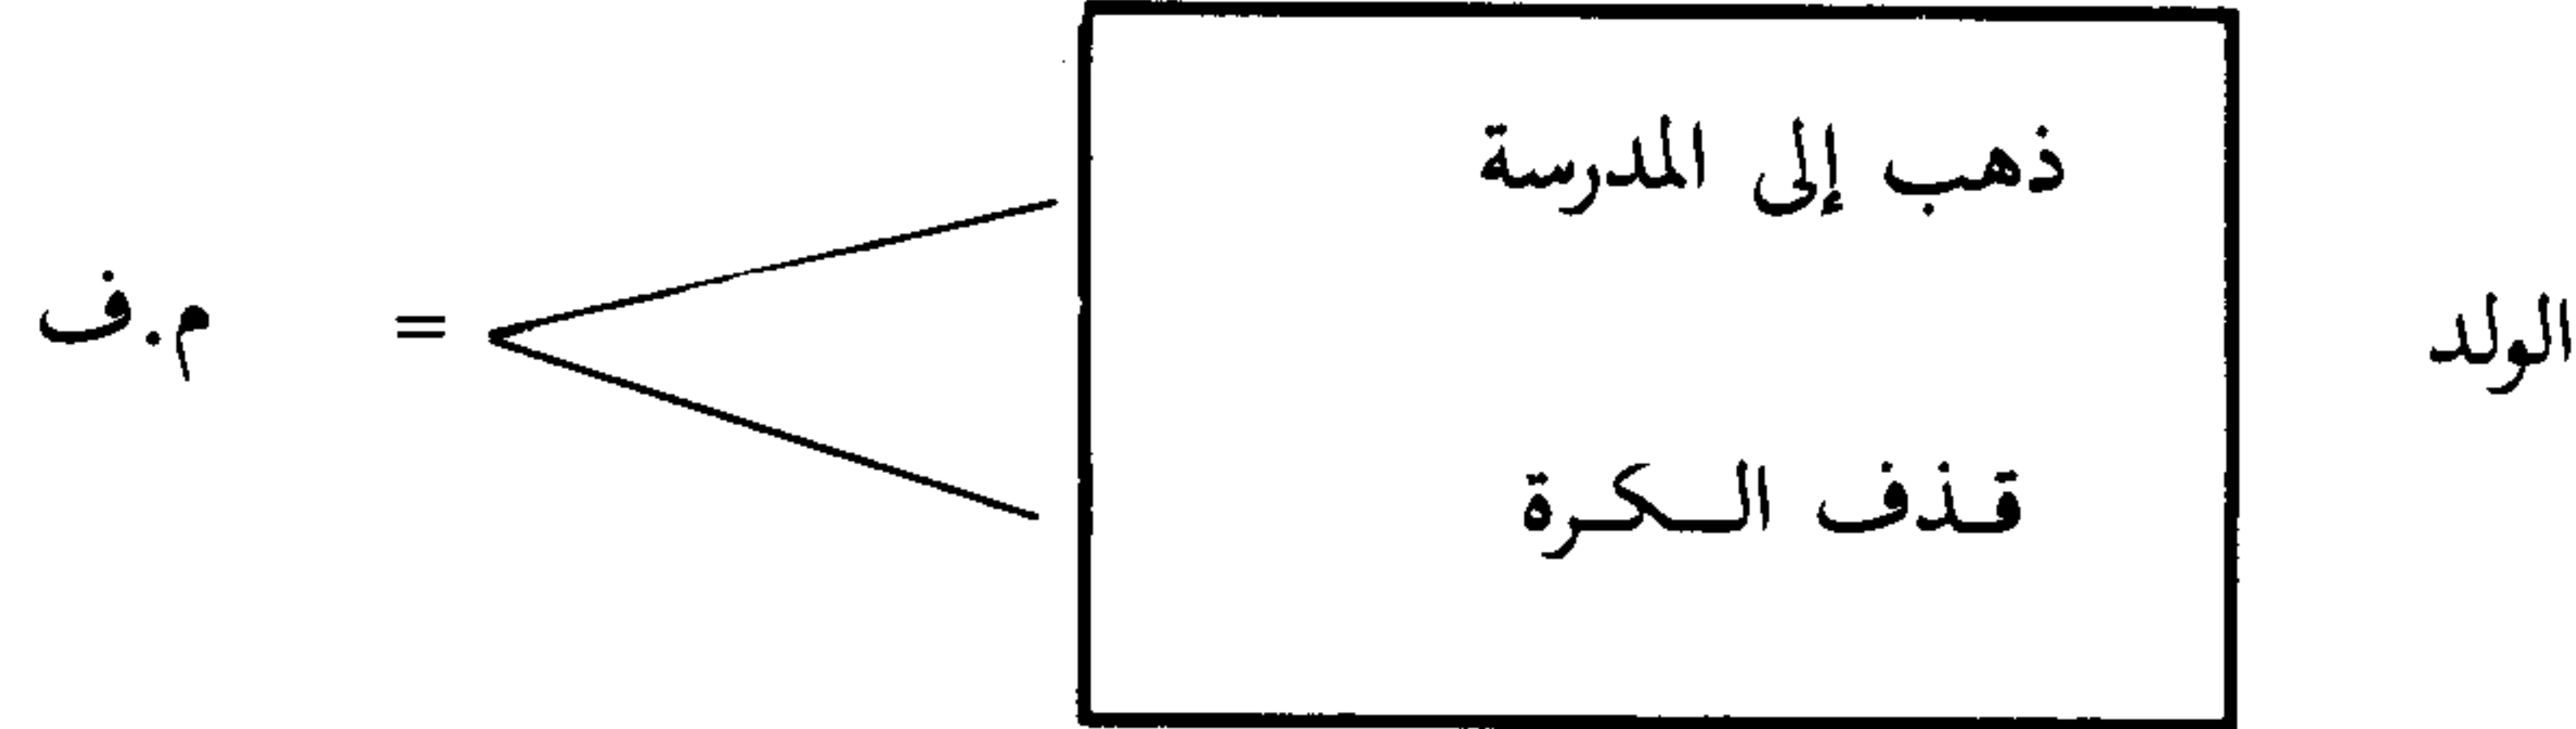 ذهب إلى المدرسة
الولد = م.ف
قذف الكرة